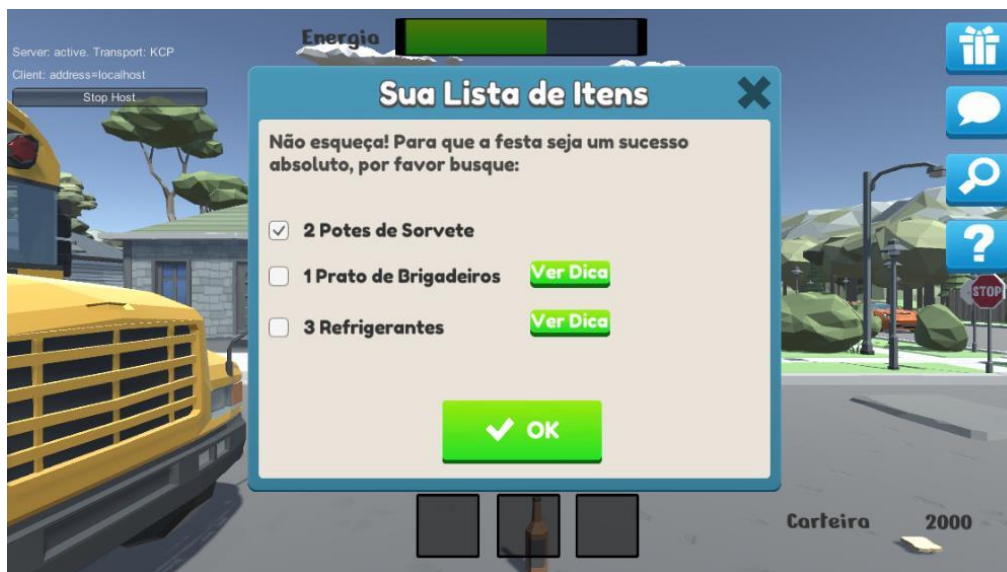 Energia
Server: active. Transport: KCP
Client: address=localhost
Stop Host
Sua Lista de Itens
Não esqueça! Para que a festa seja um sucesso
absoluto, por favor busque:
2 Potes de Sorvete
1 Prato de Brigadeiros Ver Dica
3 Refrigerantes Ver Dica
OK
?
STOP
Carteira 2000